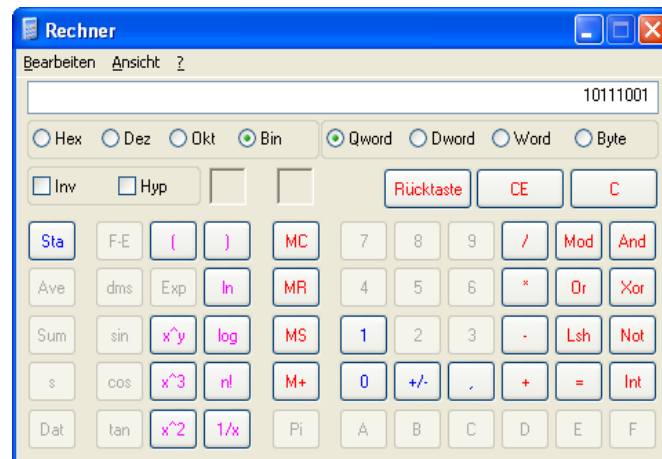 Rechner
Bearbeiten Ansicht ?
10111001
Hex Dez Okt Bin Qword Dword Word Byte
Inv Hyp Rücktaste CE C
Sta F-E ( ) MC 7 8 9 / Mod And
Ave dms Exp ln MR 4 5 6 * Or Xor
Sum sin x^y log MS 1 2 3 - Lsh Not
s cos x^3 n! M+ 0 +/- , + = Int
Dat tan x^2 1/x Pi A B C D E F